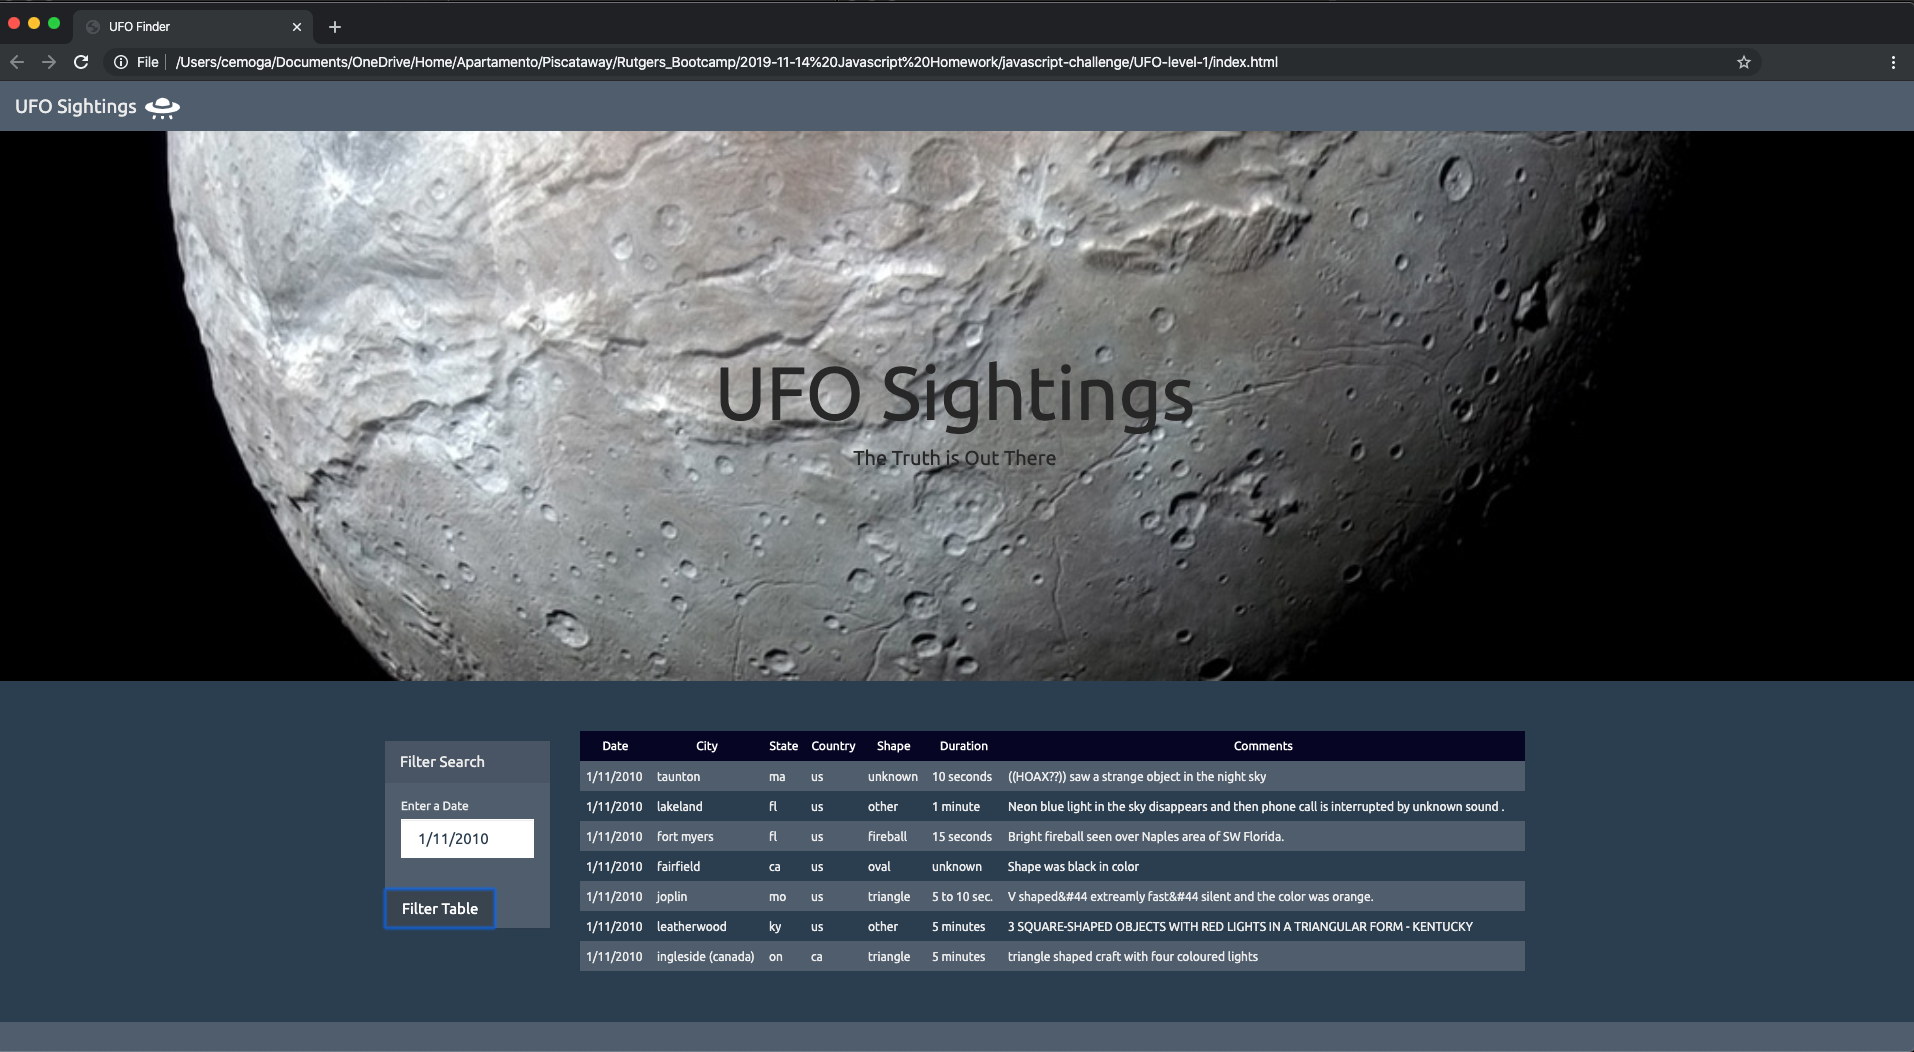 UFO Finder
File /Users/cemoga/Documents/OneDrive/Home/Apartamento/Piscataway/Rutgers_Bootcamp/2019-11-14%20Javascript%20Homework/javascript-challenge/UFO-level-1/index.html
UFO Sightings
UFO Sightings
The Truth is Out There
Filter Search
Enter a Date
1/11/2010
Filter Table
Date City State Country Shape Duration Comments
1/11/2010 taunton ma us unknown 10 seconds ((HOAX??)) saw a strange object in the night sky
1/11/2010 lakeland fl us other 1 minute Neon blue light in the sky disappears and then phone call is interrupted by unknown sound .
1/11/2010 fort myers fl us fireball 15 seconds Bright fireball seen over Naples area of SW Florida.
1/11/2010 fairfield ca us oval unknown Shape was black in color
1/11/2010 joplin mo us triangle 5 to 10 sec. V shaped&#44 extreamly fast&#44 silent and the color was orange.
1/11/2010 leatherwood ky us other 5 minutes 3 SQUARE-SHAPED OBJECTS WITH RED LIGHTS IN A TRIANGULAR FORM - KENTUCKY
1/11/2010 ingleside (canada) on ca triangle 5 minutes triangle shaped craft with four coloured lights